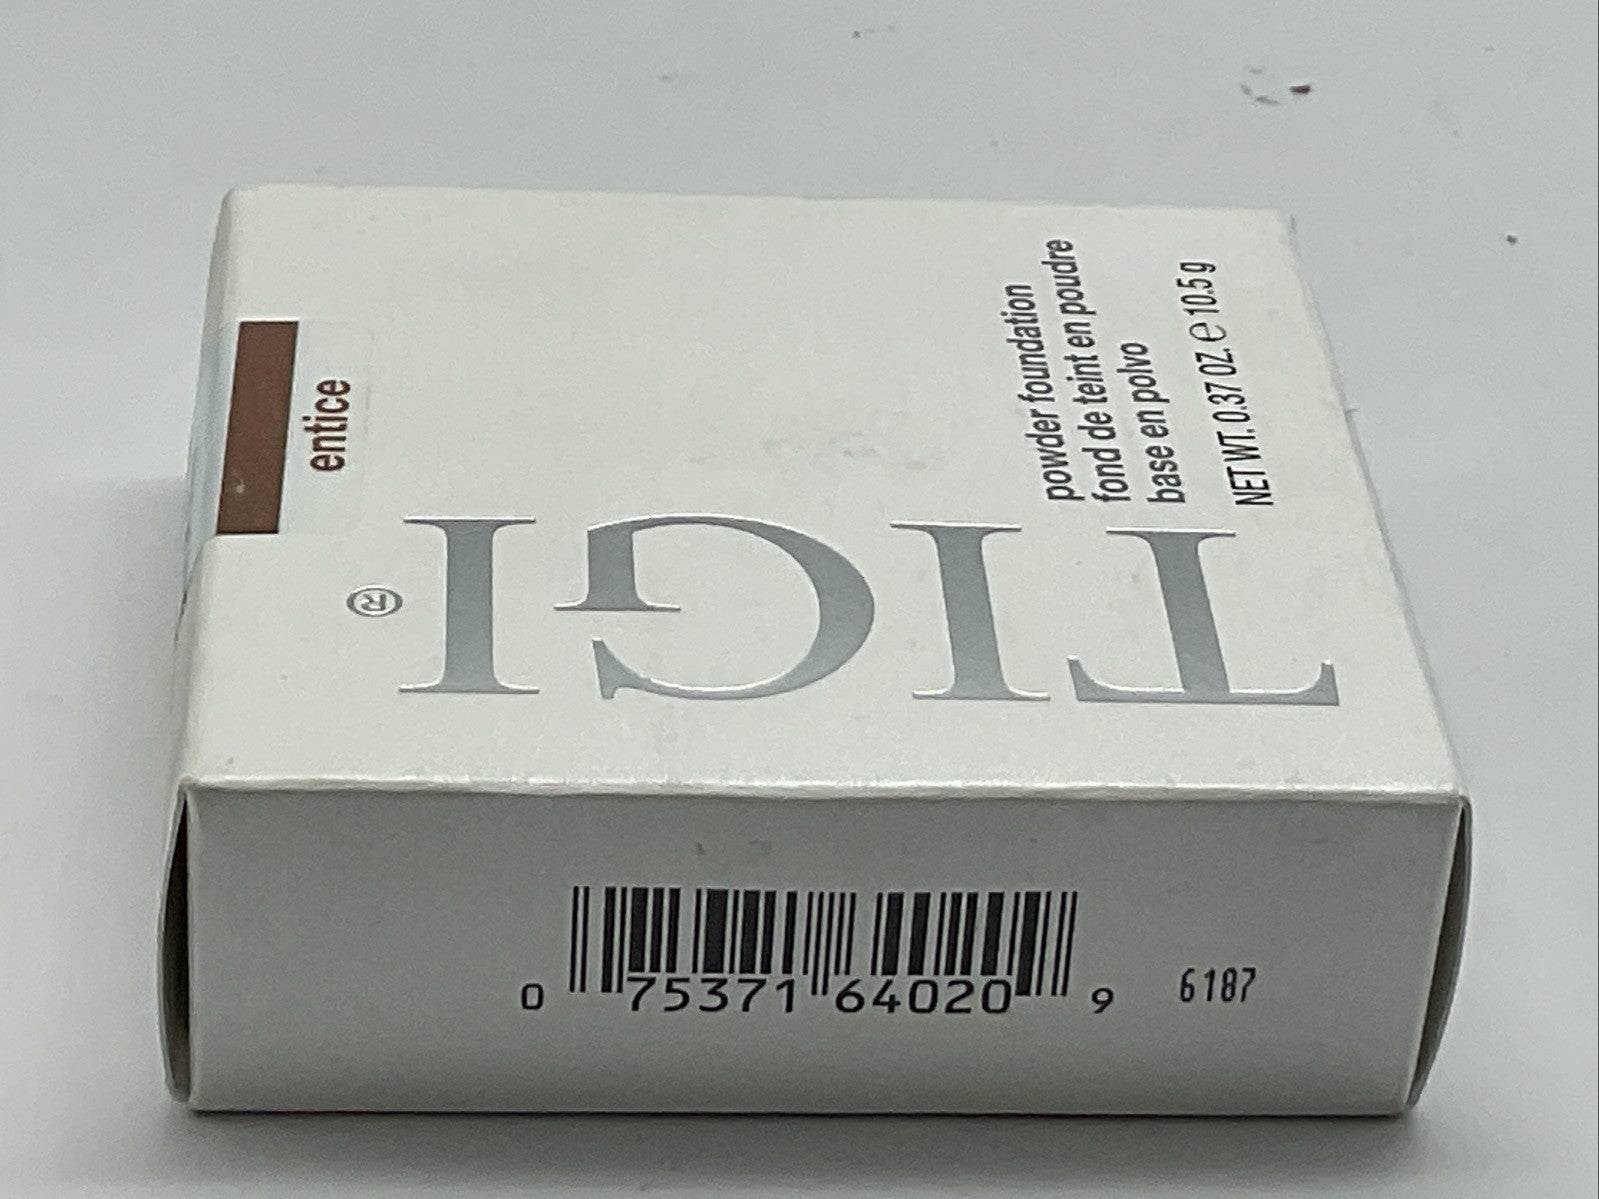 entice
TIGI®
powder foundation
fond de teint en poudre
base en polvo
NET WT. 0.37 OZ. ℮ 10.5 g
0 75371 64020 9
6187